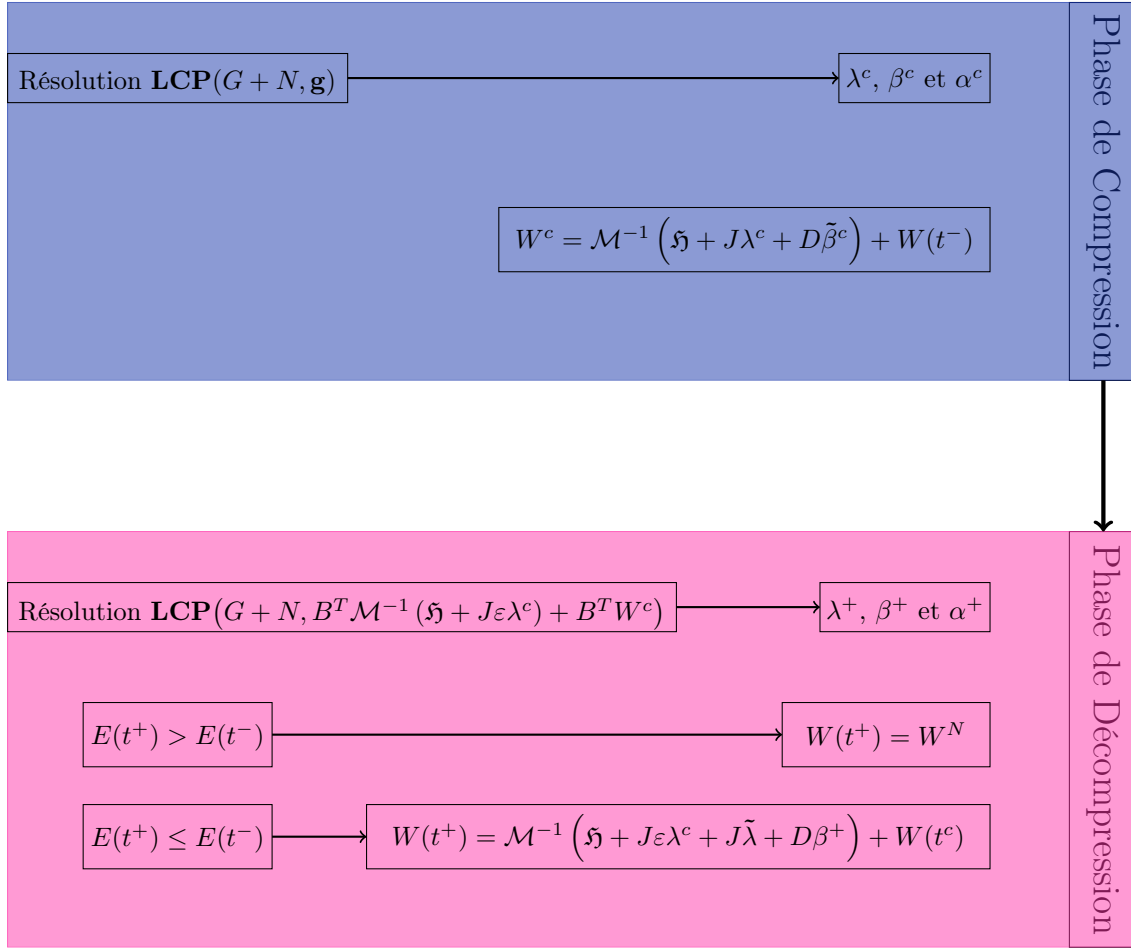 Phase de Compression
Résolution LCP(G + N, g)
λ^c, β^c et α^c
W^c = ℳ^{-1} (ℌ + Jλ^c + Dβ̃^c) + W(t^-)
Phase de Décompression
Résolution LCP(G + N, B^T ℳ^{-1} (ℌ + Jελ^c) + B^T W^c)
λ^+, β^+ et α^+
E(t^+) > E(t^-)
W(t^+) = W^N
E(t^+) ≤ E(t^-)
W(t^+) = ℳ^{-1} (ℌ + Jελ^c + Jλ̃ + Dβ^+) + W(t^c)